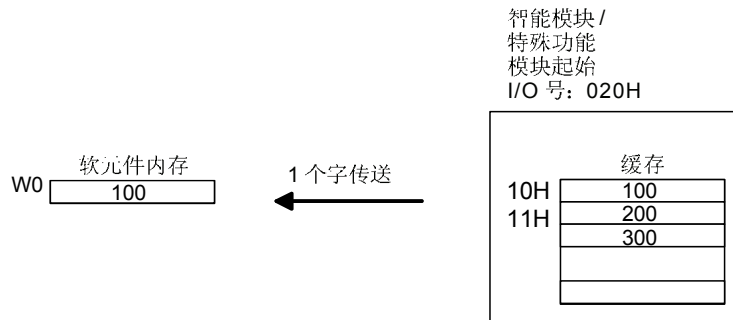 智能模块 /
特殊功能
模块起始
I/O 号：020H
软元件内存
W0
100
1 个字传送
缓存
10H
100
11H
200
300